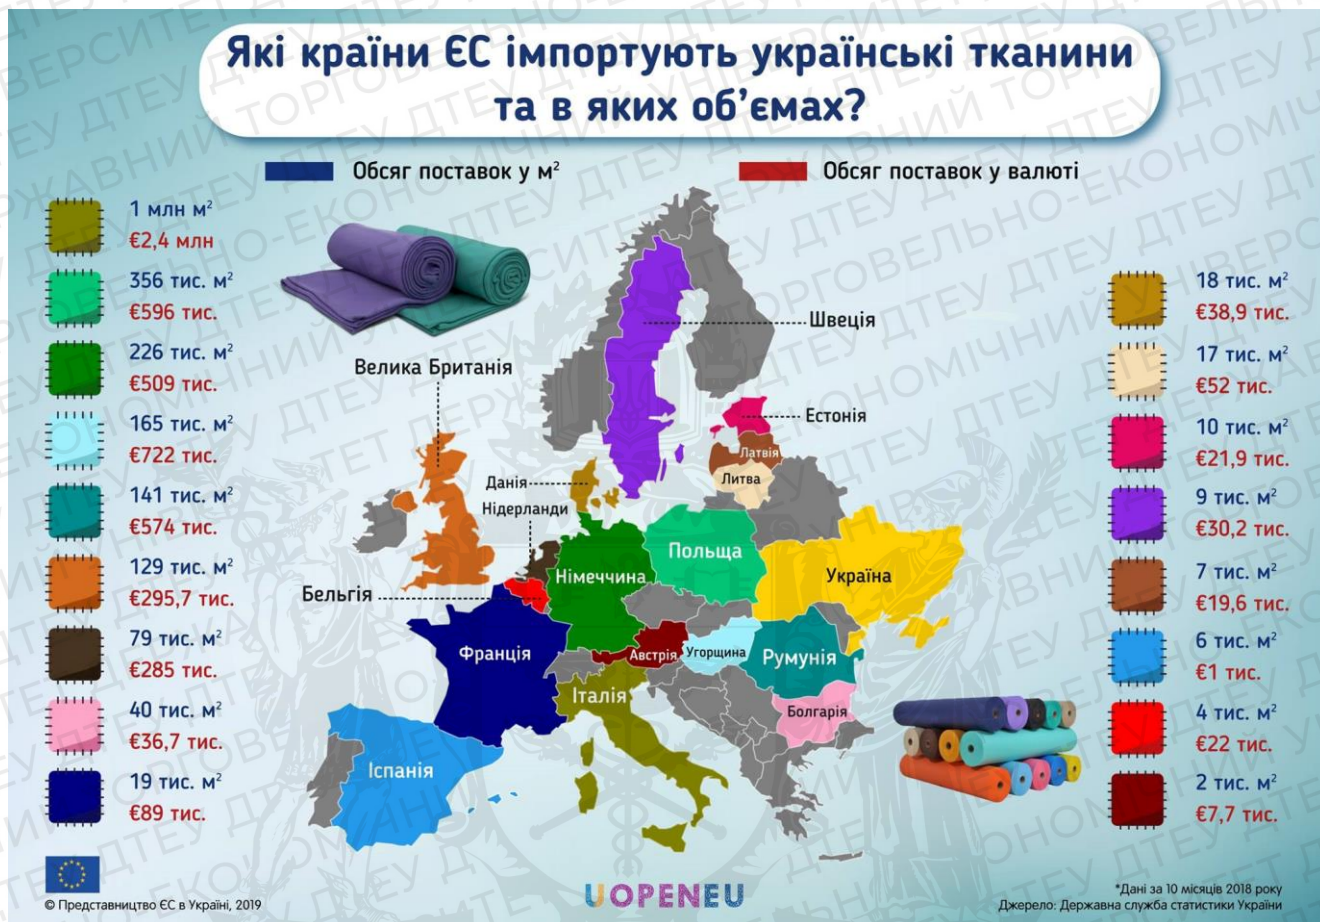 Які країни ЄС імпортують українські тканини
та в яких об’ємах?
Обсяг поставок у м²
Обсяг поставок у валюті
1 млн м²
€2,4 млн
356 тис. м²
€596 тис.
226 тис. м²
€509 тис.
165 тис. м²
€722 тис.
141 тис. м²
€574 тис.
129 тис. м²
€295,7 тис.
79 тис. м²
€285 тис.
40 тис. м²
€36,7 тис.
19 тис. м²
€89 тис.
Швеція
Велика Британія
Естонія
Латвія
Литва
Данія
Нідерланди
Польща
Німеччина
Україна
Бельгія
Франція
Австрія
Угорщина
Румунія
Італія
Болгарія
Іспанія
18 тис. м²
€38,9 тис.
17 тис. м²
€52 тис.
10 тис. м²
€21,9 тис.
9 тис. м²
€30,2 тис.
7 тис. м²
€19,6 тис.
6 тис. м²
€1 тис.
4 тис. м²
€22 тис.
2 тис. м²
€7,7 тис.
© Представництво ЄС в Україні, 2019
UOPENEU
*Дані за 10 місяців 2018 року
Джерело: Державна служба статистики України